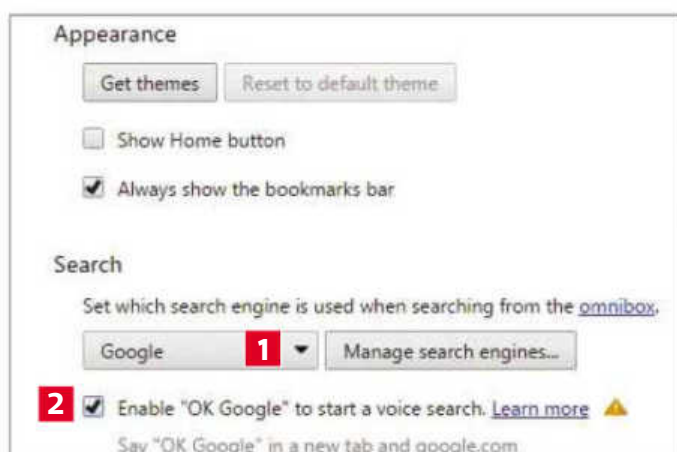 Appearance
Get themes Reset to default theme
Show Home button
Always show the bookmarks bar
Search
Set which search engine is used when searching from the omnibox.
Google 1 Manage search engines...
2 Enable "OK Google" to start a voice search. Learn more
Say "OK Google" in a new tab and google.com